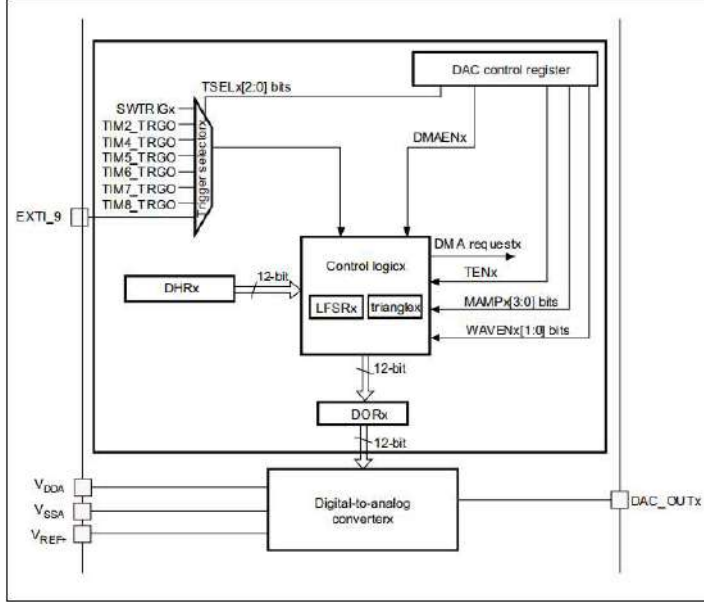 DAC control register
TSELx[2:0] bits
SWTRIGx
TIM2_TRGO
TIM4_TRGO
TIM5_TRGO
TIM6_TRGO
TIM7_TRGO
TIM8_TRGO
Trigger selectorx
DMAENx
EXTI_9
DMA requestx
Control logicx
TENx
12-bit
DHRx
LFSRx
trianglex
MAMPx[3:0] bits
WAVENx[1:0] bits
12-bit
DORx
12-bit
VDDA
Digital-to-analog
converterx
DAC_OUTx
VSSA
VREF+